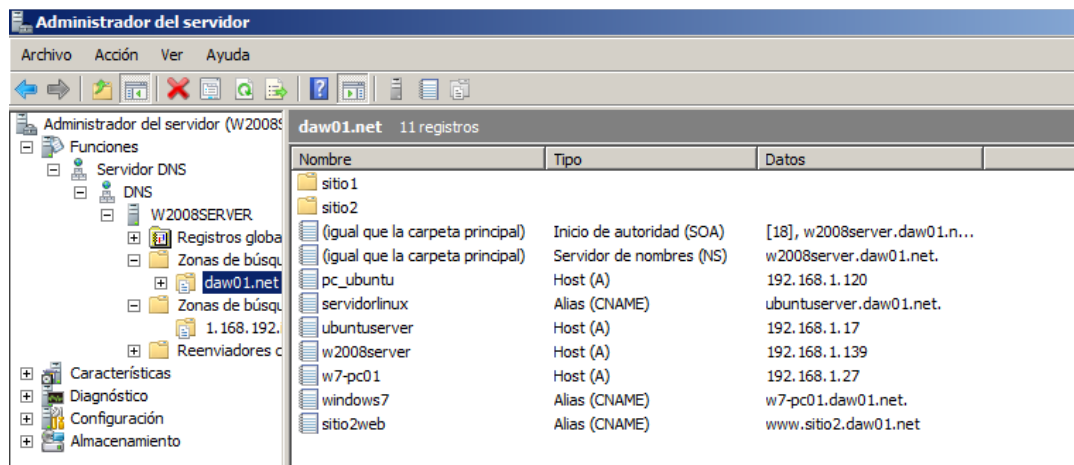 Administrador del servidor
Archivo Acción Ver Ayuda
Administrador del servidor (W2008S
Funciones
Servidor DNS
DNS
W2008SERVER
Registros globa
Zonas de búsqu
daw01.net
Zonas de búsqu
1.168.192.
Reenviadores c
Características
Diagnóstico
Configuración
Almacenamiento
daw01.net 11 registros
Nombre Tipo Datos
sitio1
sitio2
(igual que la carpeta principal) Inicio de autoridad (SOA) [18], w2008server.daw01.n...
(igual que la carpeta principal) Servidor de nombres (NS) w2008server.daw01.net.
pc_ubuntu Host (A) 192.168.1.120
servidorlinux Alias (CNAME) ubuntuserver.daw01.net.
ubuntuserver Host (A) 192.168.1.17
w2008server Host (A) 192.168.1.139
w7-pc01 Host (A) 192.168.1.27
windows7 Alias (CNAME) w7-pc01.daw01.net.
sitio2web Alias (CNAME) www.sitio2.daw01.net